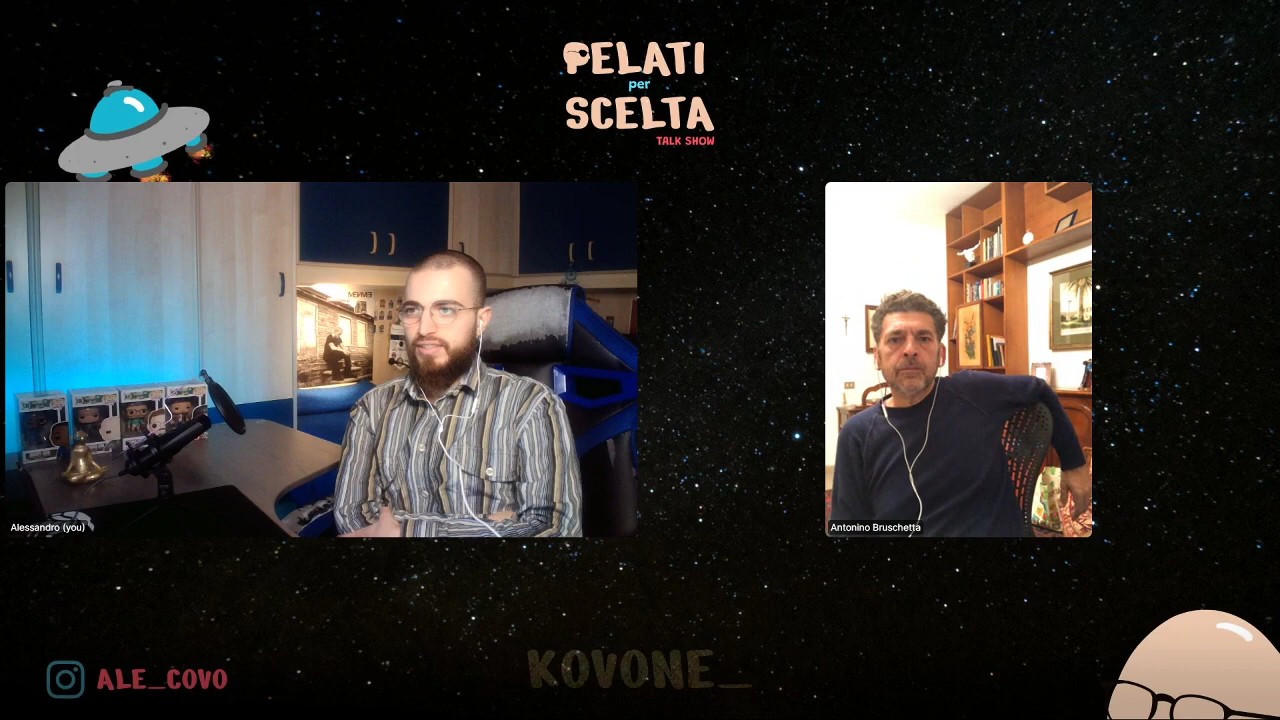 PELATI
per
SCELTA
TALK SHOW
Alessandro (you)
Antonino Bruschetta
ALE_COVO
KOVONE_